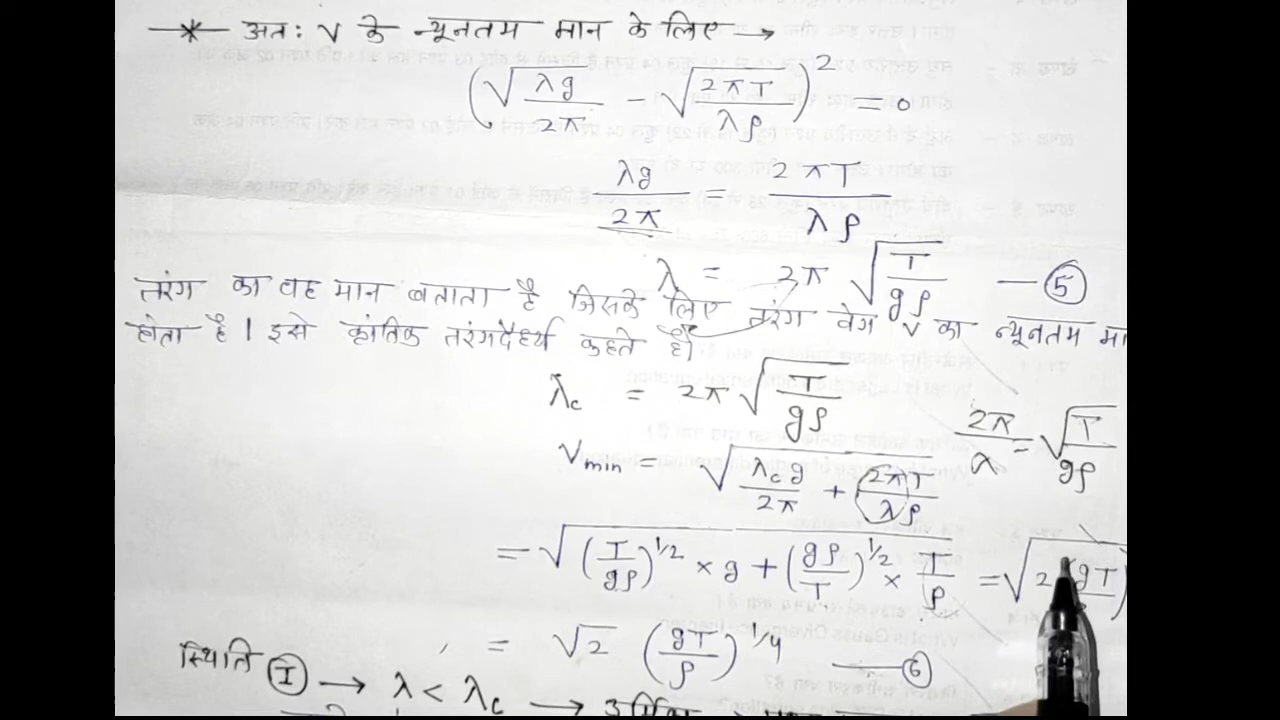 —*— अतः v के न्यूनतम मान के लिए →
(√(λg/2π) − √(2πT/λρ))² = 0
λg/2π = 2πT/λρ
λ = 2π √(T/gρ) — (5)
तरंग का वह मान बताता है जिसके लिए तरंग वेग v का न्यूनतम मा
होता है। इसे क्रांतिक तरंगदैर्ध्य कहते हैं।
λc = 2π √(T/gρ)
2π/λ = √(T/gρ)
Vmin = √(λc g/2π + 2πT/λρ)
= √((T/gρ)^1/2 × g + (gρ/T)^1/2 × T/ρ) = √(2 gT
= √2 (gT/ρ)^1/4 — (6)
स्थिति (I) → λ < λc →